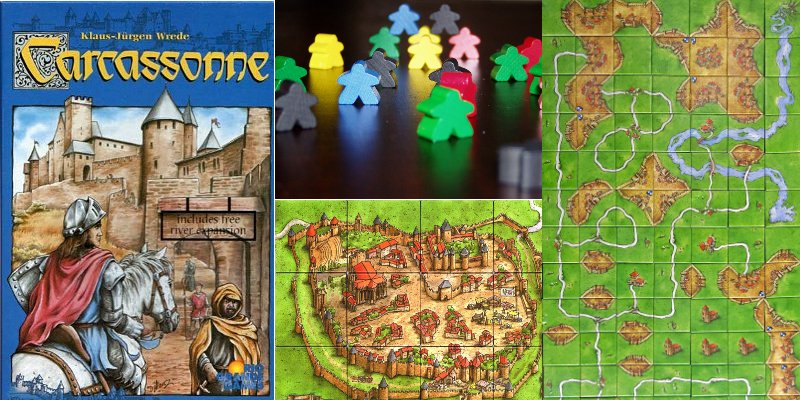 Klaus-Jürgen Wrede
Carcassonne
includes free
river expansion